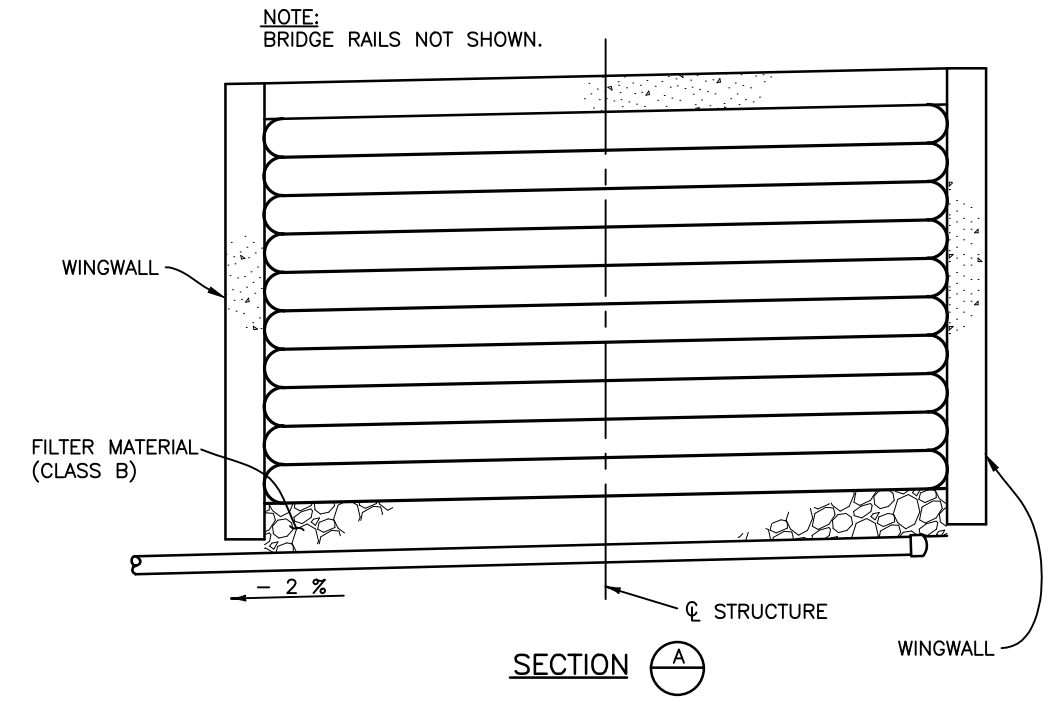 NOTE:
BRIDGE RAILS NOT SHOWN.
WINGWALL
FILTER MATERIAL
(CLASS B)
- 2 %
℄ STRUCTURE
WINGWALL
SECTION A